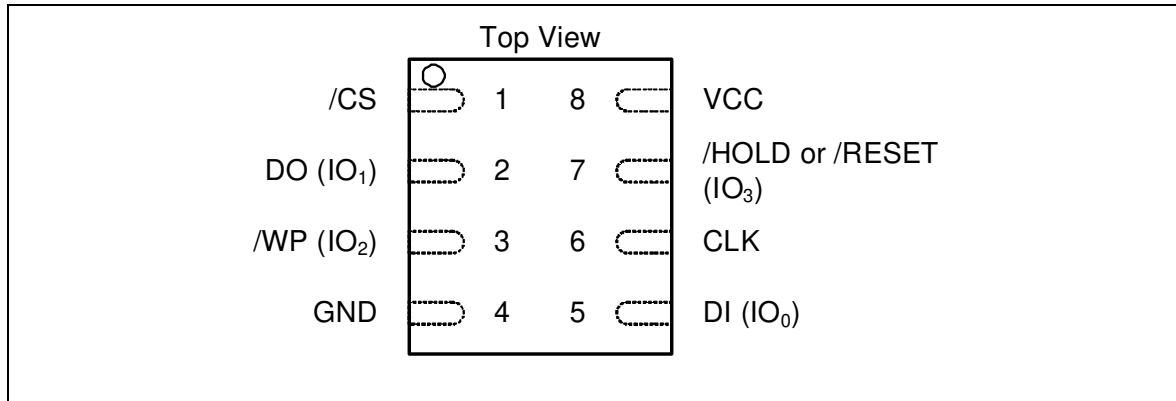 Top View
/CS 1 8 VCC
DO (IO₁) 2 7 /HOLD or /RESET
(IO₃)
/WP (IO₂) 3 6 CLK
GND 4 5 DI (IO₀)